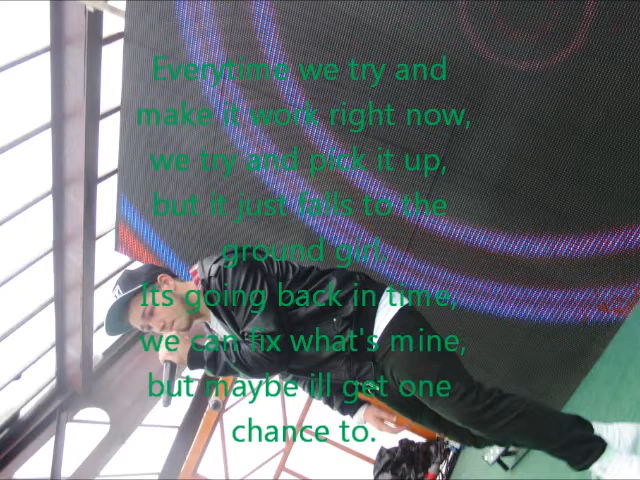 Everytime we try and
make it work right now,
we try and pick it up,
but it just falls to the
ground girl.
Its going back in time,
we can fix what's mine,
but maybe ill get one
chance to.